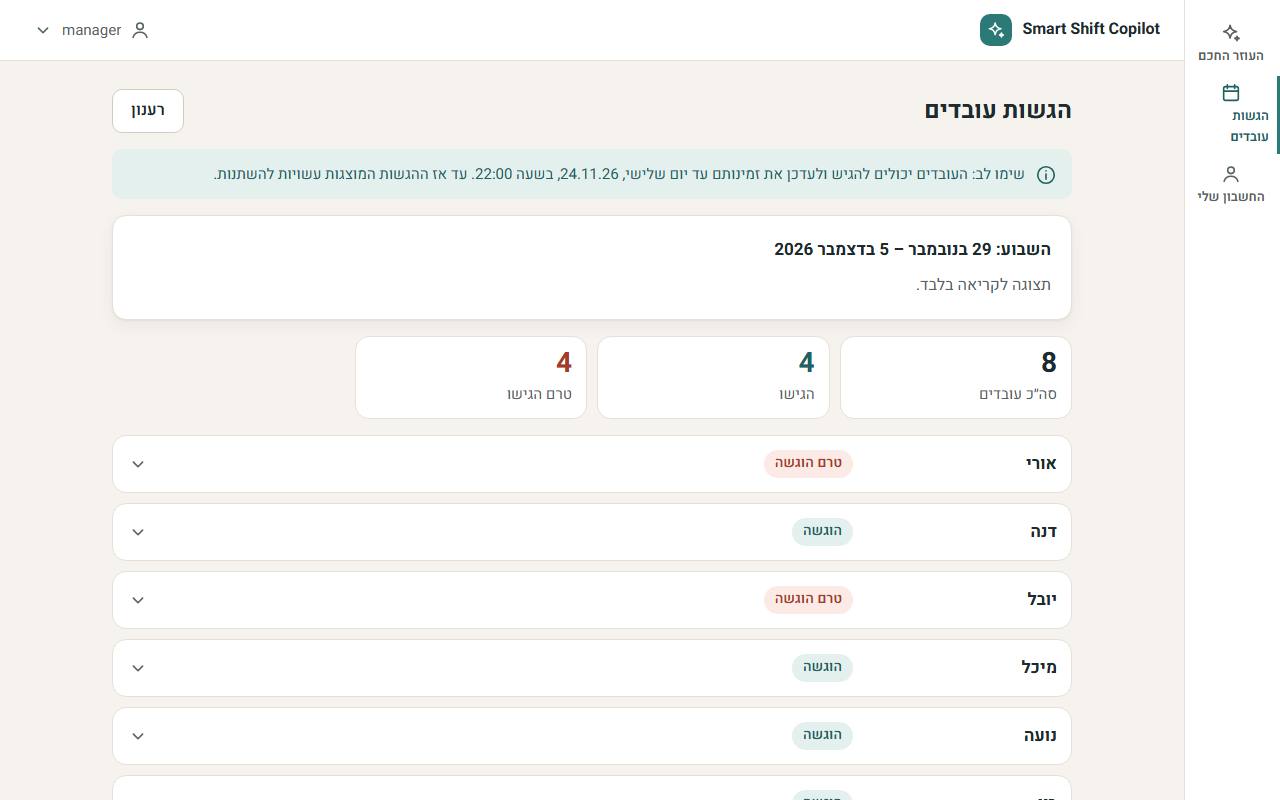 Smart Shift Copilot
manager
העוזר החכם
הגשות
עובדים
החשבון שלי
הגשות עובדים
רענון
שימו לב: העובדים יכולים להגיש ולעדכן את זמינותם עד יום שלישי, 24.11.26, בשעה 22:00. עד אז ההגשות המוצגות עשויות להשתנות.
השבוע: 29 בנובמבר – 5 בדצמבר 2026
תצוגה לקריאה בלבד.
8
סה״כ עובדים
4
הגישו
4
טרם הגישו
אורי
טרם הוגשה
דנה
הוגשה
יובל
טרם הוגשה
מיכל
הוגשה
נועה
הוגשה